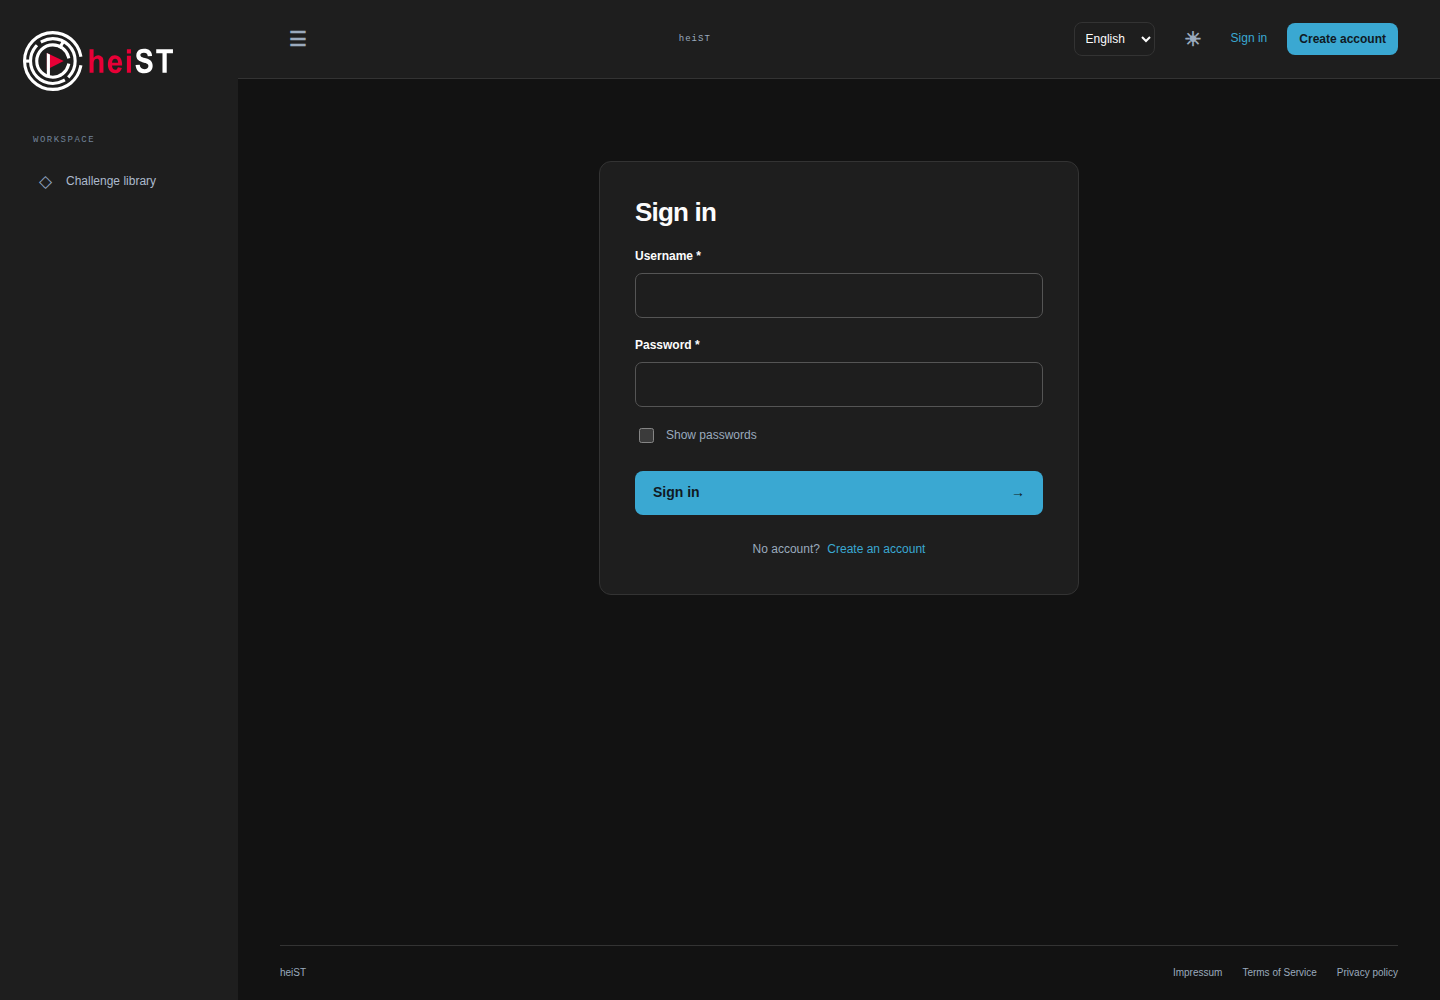 heiST
WORKSPACE
Challenge library
heiST
English
Sign in
Create account
Sign in
Username *
Password *
Show passwords
Sign in →
No account? Create an account
heiST
Impressum
Terms of Service
Privacy policy